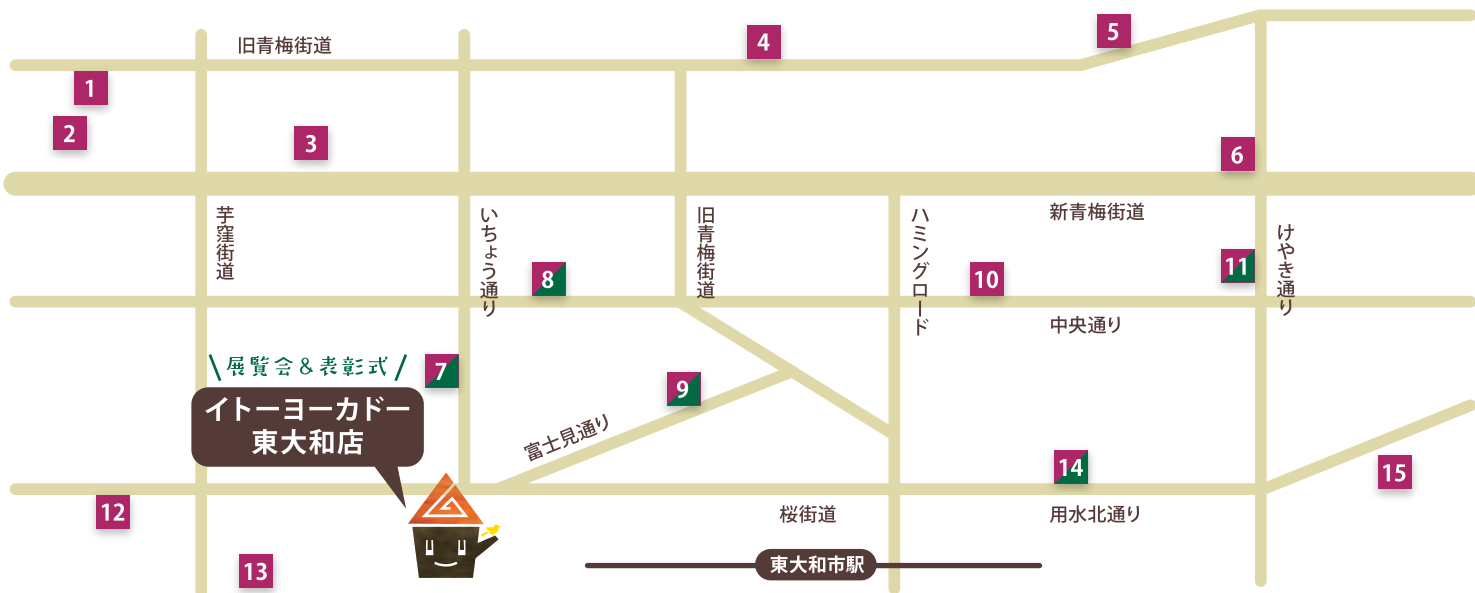 旧青梅街道
4
5
1
2
3
6
芋窪街道
いちょう通り
旧青梅街道
ハミングロード
新青梅街道
けやき通り
8
10
11
中央通り
展覧会&表彰式
7
イトーヨーカドー
東大和店
9
富士見通り
14
15
12
桜街道
用水北通り
13
東大和市駅